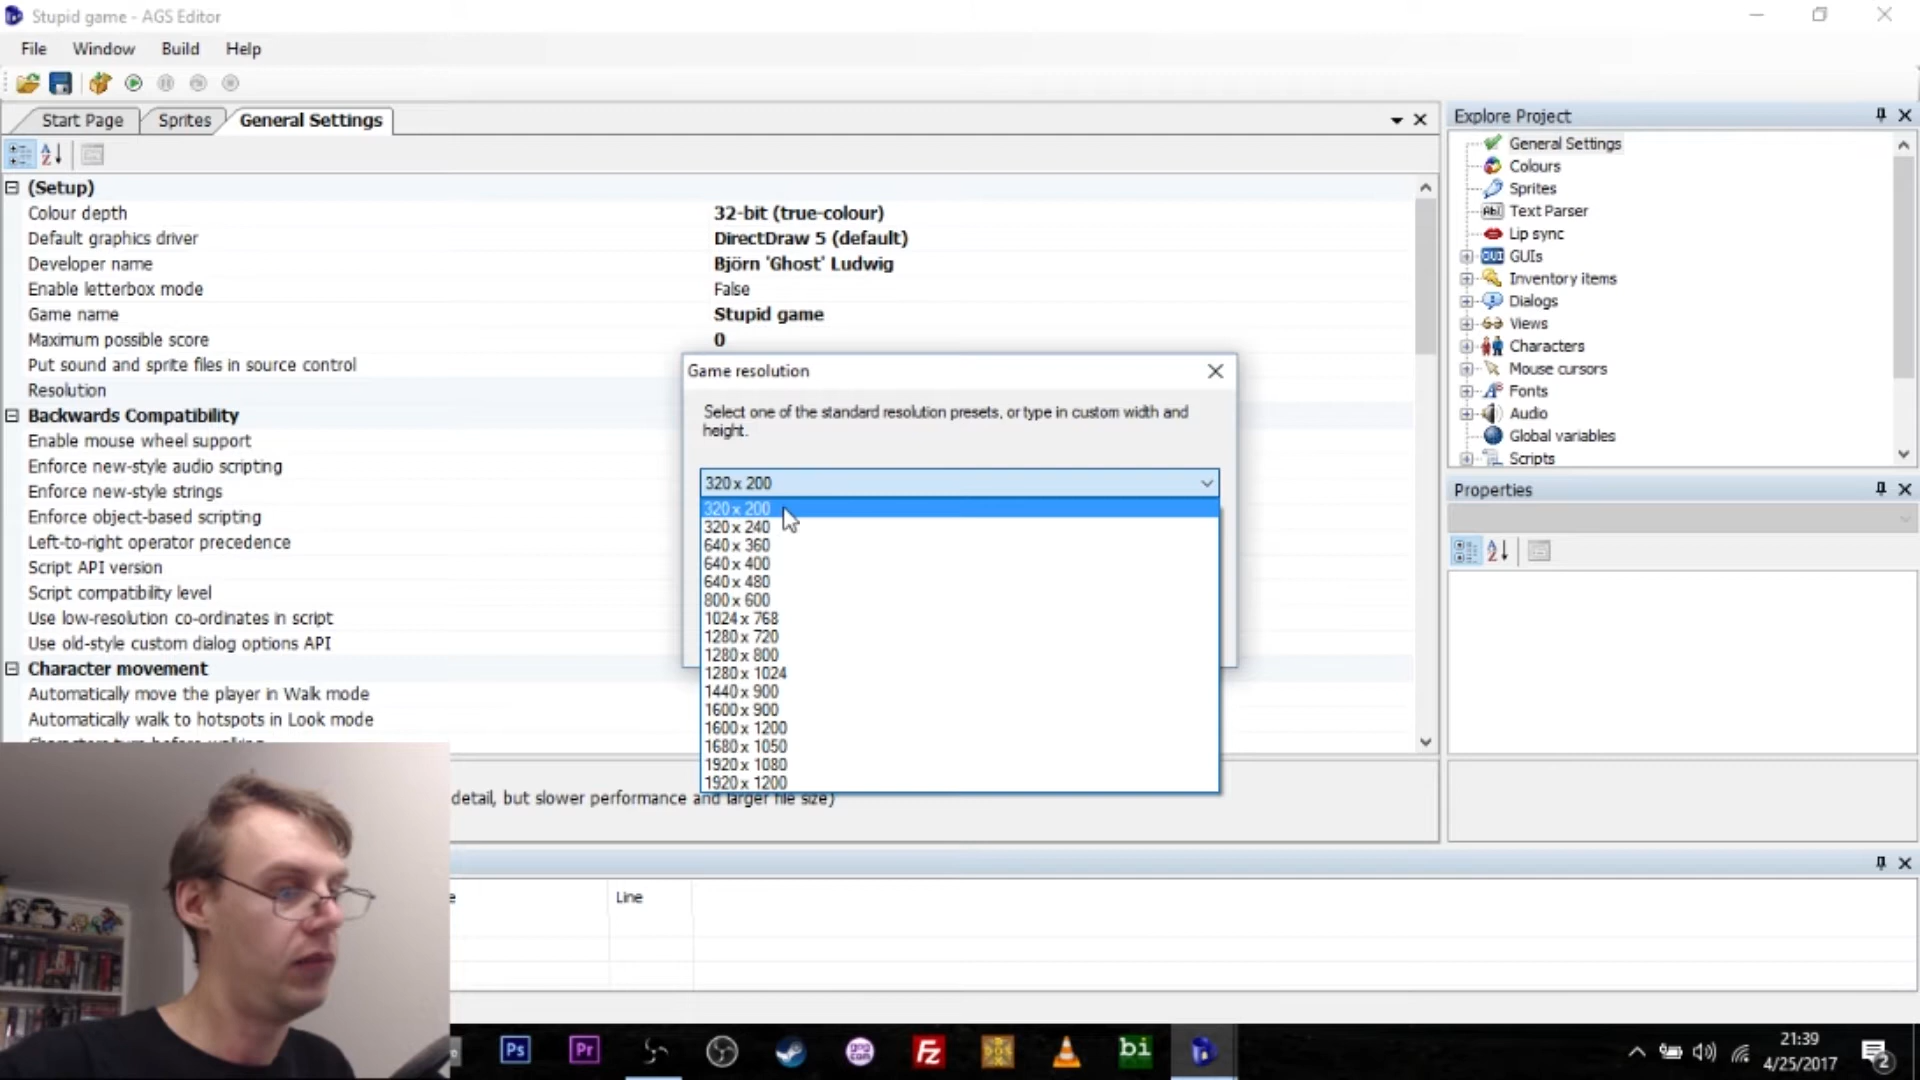 Stupid game - AGS Editor
File Window Build Help
Start Page Sprites General Settings
(Setup)
Colour depth 32-bit (true-colour)
Default graphics driver DirectDraw 5 (default)
Developer name Björn 'Ghost' Ludwig
Enable letterbox mode False
Game name Stupid game
Maximum possible score 0
Put sound and sprite files in source control
Resolution
Backwards Compatibility
Enable mouse wheel support
Enforce new-style audio scripting
Enforce new-style strings
Enforce object-based scripting
Left-to-right operator precedence
Script API version
Script compatibility level
Use low-resolution co-ordinates in script
Use old-style custom dialog options API
Character movement
Automatically move the player in Walk mode
Automatically walk to hotspots in Look mode
detail, but slower performance and larger file size)
Game resolution
Select one of the standard resolution presets, or type in custom width and
height.
320 x 200
320 x 200
320 x 240
640 x 360
640 x 400
640 x 480
800 x 600
1024 x 768
1280 x 720
1280 x 800
1280 x 1024
1440 x 900
1600 x 900
1600 x 1200
1680 x 1050
1920 x 1080
1920 x 1200
Explore Project
General Settings
Colours
Sprites
Text Parser
Lip sync
GUIs
Inventory items
Dialogs
Views
Characters
Mouse cursors
Fonts
Audio
Global variables
Scripts
Properties
Line
Ps
Pr
gog
com
Fz
bi
21:39
4/25/2017
2